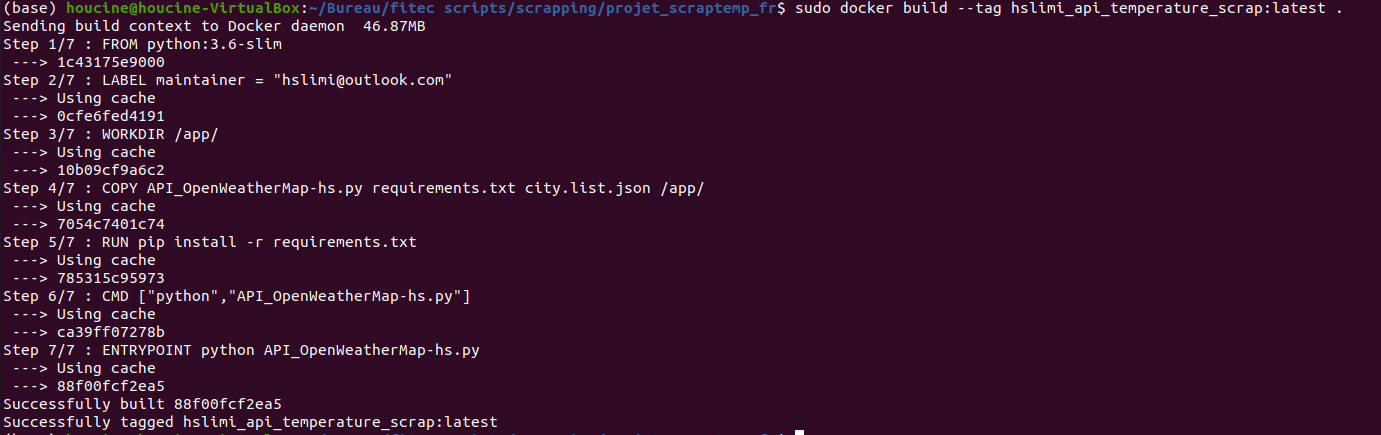 (base) houcine@houcine-VirtualBox:~/Bureau/fitec scripts/scrapping/projet_scraptemp_fr$ sudo docker build --tag hslimi_api_temperature_scrap:latest .
Sending build context to Docker daemon  46.87MB
Step 1/7 : FROM python:3.6-slim
 ---> 1c43175e9000
Step 2/7 : LABEL maintainer = "hslimi@outlook.com"
 ---> Using cache
 ---> 0cfe6fed4191
Step 3/7 : WORKDIR /app/
 ---> Using cache
 ---> 10b09cf9a6c2
Step 4/7 : COPY API_OpenWeatherMap-hs.py requirements.txt city.list.json /app/
 ---> Using cache
 ---> 7054c7401c74
Step 5/7 : RUN pip install -r requirements.txt
 ---> Using cache
 ---> 785315c95973
Step 6/7 : CMD ["python","API_OpenWeatherMap-hs.py"]
 ---> Using cache
 ---> ca39ff07278b
Step 7/7 : ENTRYPOINT python API_OpenWeatherMap-hs.py
 ---> Using cache
 ---> 88f00fcf2ea5
Successfully built 88f00fcf2ea5
Successfully tagged hslimi_api_temperature_scrap:latest